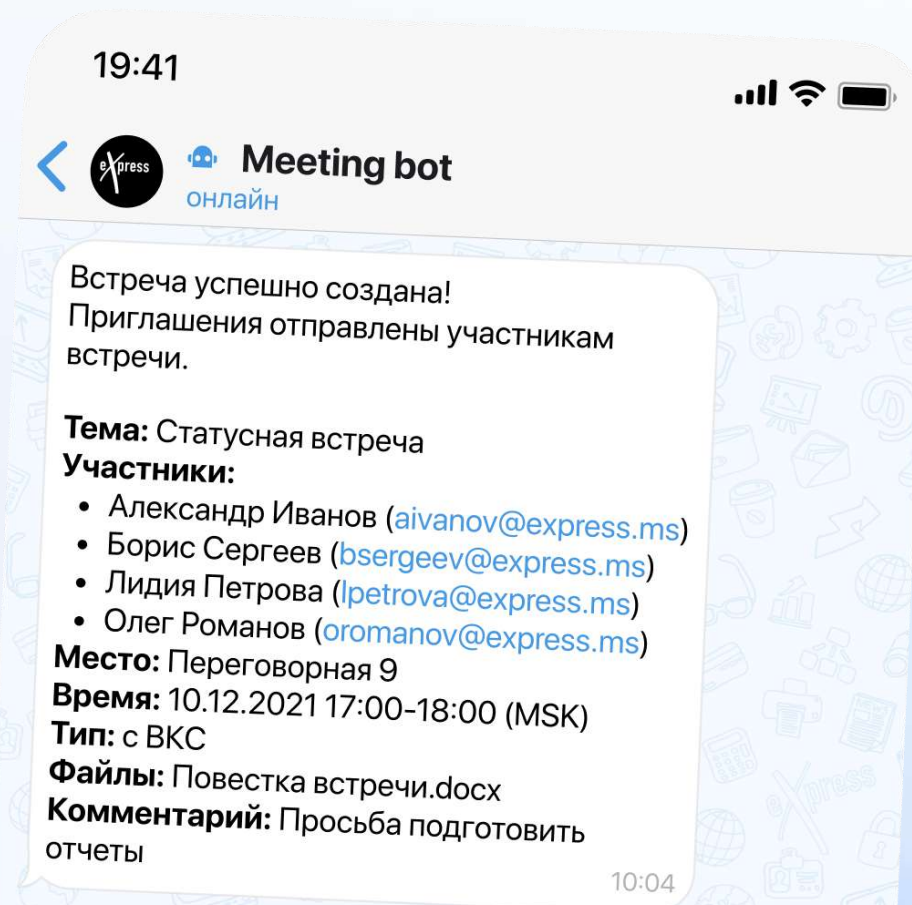 19:41
eXpress
Meeting bot
онлайн
Встреча успешно создана!
Приглашения отправлены участникам
встречи.
Тема: Статусная встреча
Участники:
• Александр Иванов (aivanov@express.ms)
• Борис Сергеев (bsergeev@express.ms)
• Лидия Петрова (lpetrova@express.ms)
• Олег Романов (oromanov@express.ms)
Место: Переговорная 9
Время: 10.12.2021 17:00-18:00 (MSK)
Тип: с ВКС
Файлы: Повестка встречи.docx
Комментарий: Просьба подготовить
отчеты
10:04
eXpress